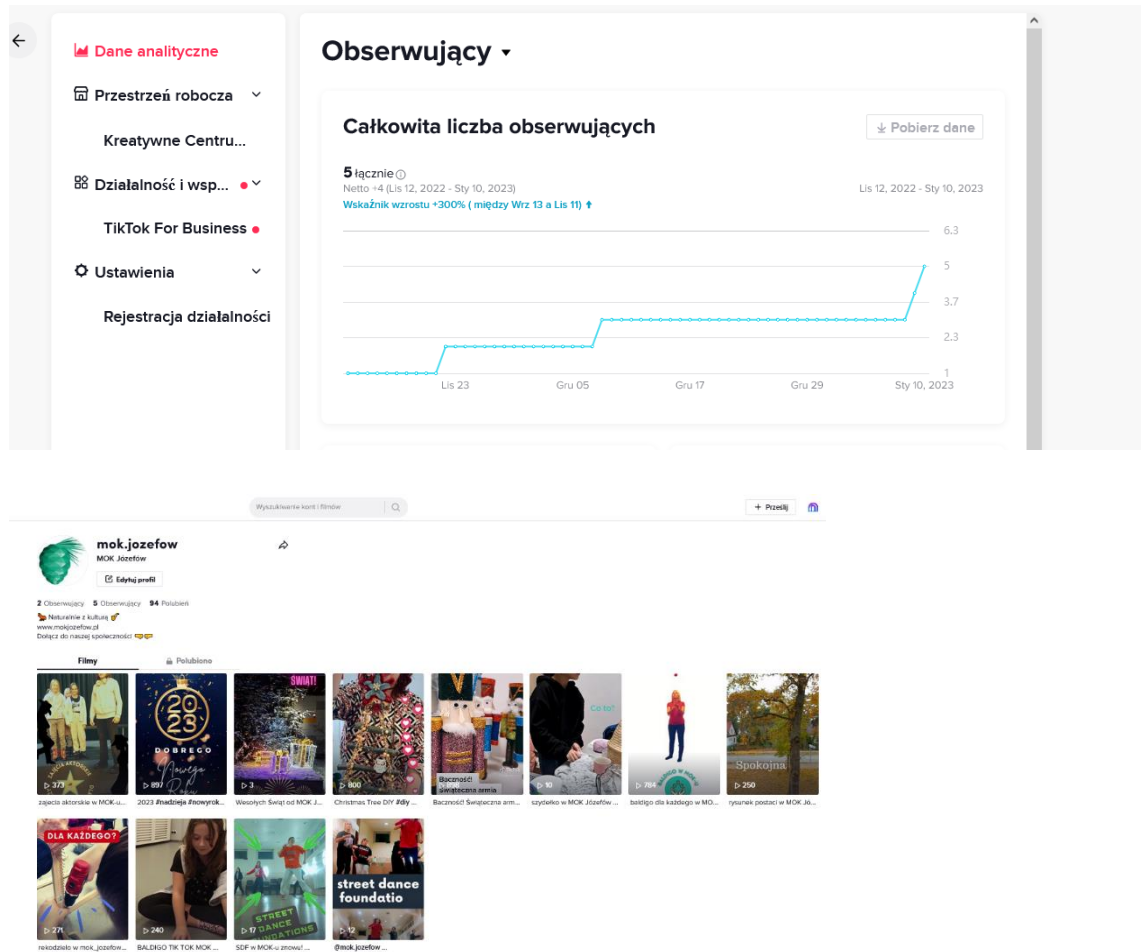 Dane analityczne
Przestrzeń robocza
Kreatywne Centru...
Działalność i wsp...
TikTok For Business
Ustawienia
Rejestracja działalności
Obserwujący
Całkowita liczba obserwujących
Pobierz dane
5 łącznie
Netto +4 (Lis 12, 2022 - Sty 10, 2023)
Lis 12, 2022 - Sty 10, 2023
Wskaźnik wzrostu +300% ( między Wrz 13 a Lis 11)
6.3
5
3.7
2.3
1
Lis 23 Gru 05 Gru 17 Gru 29 Sty 10, 2023
Wyszukiwanie kont i filmów
+ Prześlij
mok.jozefow
MOK Józefów
Edytuj profil
2 Obserwujący 5 Obserwujący 94 Polubień
Naturalnie z kulturą
www.mokjozefow.pl
Dołącz do naszej społeczności
Filmy
Polubiono
373
zajęcia aktorskie w MOK-u...
2023
DOBREGO
Nowego
Roku
897
2023 #nadzieja #nowyrok...
ŚWIĄT!
3
Wesołych Świąt od MOK J...
800
Christmas Tree DIY #diy ...
Baczność!
Świąteczna armia
Baczność! Świąteczna arm...
Co to?
10
szydełko w MOK Józefów ...
BALDIGO W MOK-U
784
baldigo dla każdego w MO...
Spokojna
250
rysunek postaci w MOK Jó...
DLA KAŻDEGO?
271
rękodzieło w mok_jozefow...
240
BALDIGO TIK TOK MOK ...
STREET
DANCE
FOUNDATIONS
17
SDF w MOK-u znowu! ...
street dance
foundatio
12
@mok.jozefow ...